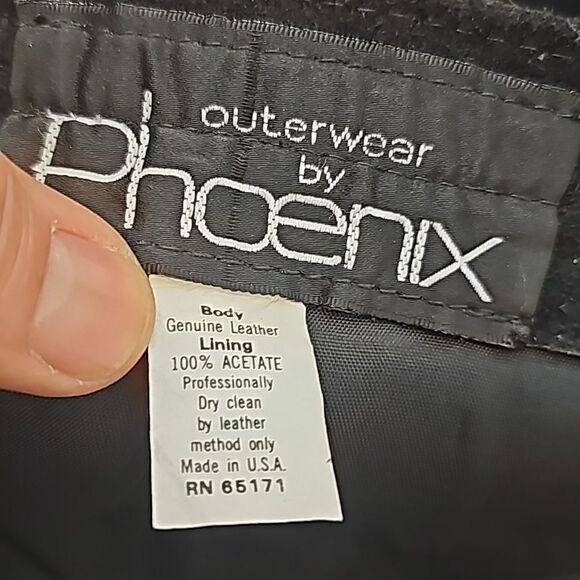 outerwear
by
Phoenix
Body
Genuine Leather
Lining
100% ACETATE
Professionally
Dry clean
by leather
method only
Made in U.S.A.
RN 65171